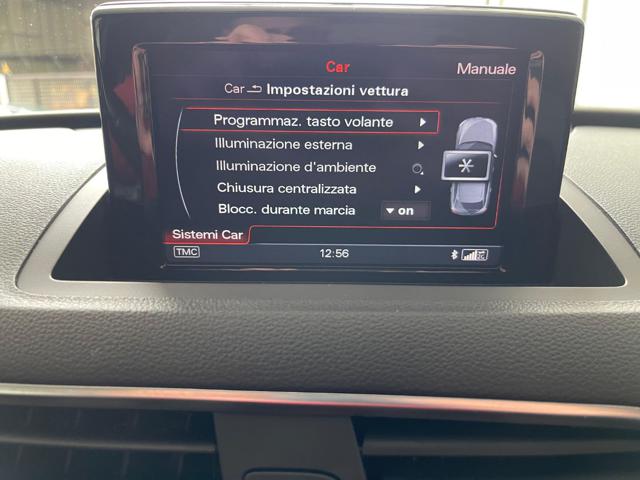 Car
Manuale
Car Impostazioni vettura
Programmaz. tasto volante
Illuminazione esterna
Illuminazione d'ambiente
Chiusura centralizzata
Blocc. durante marcia on
Sistemi Car
TMC 12:56